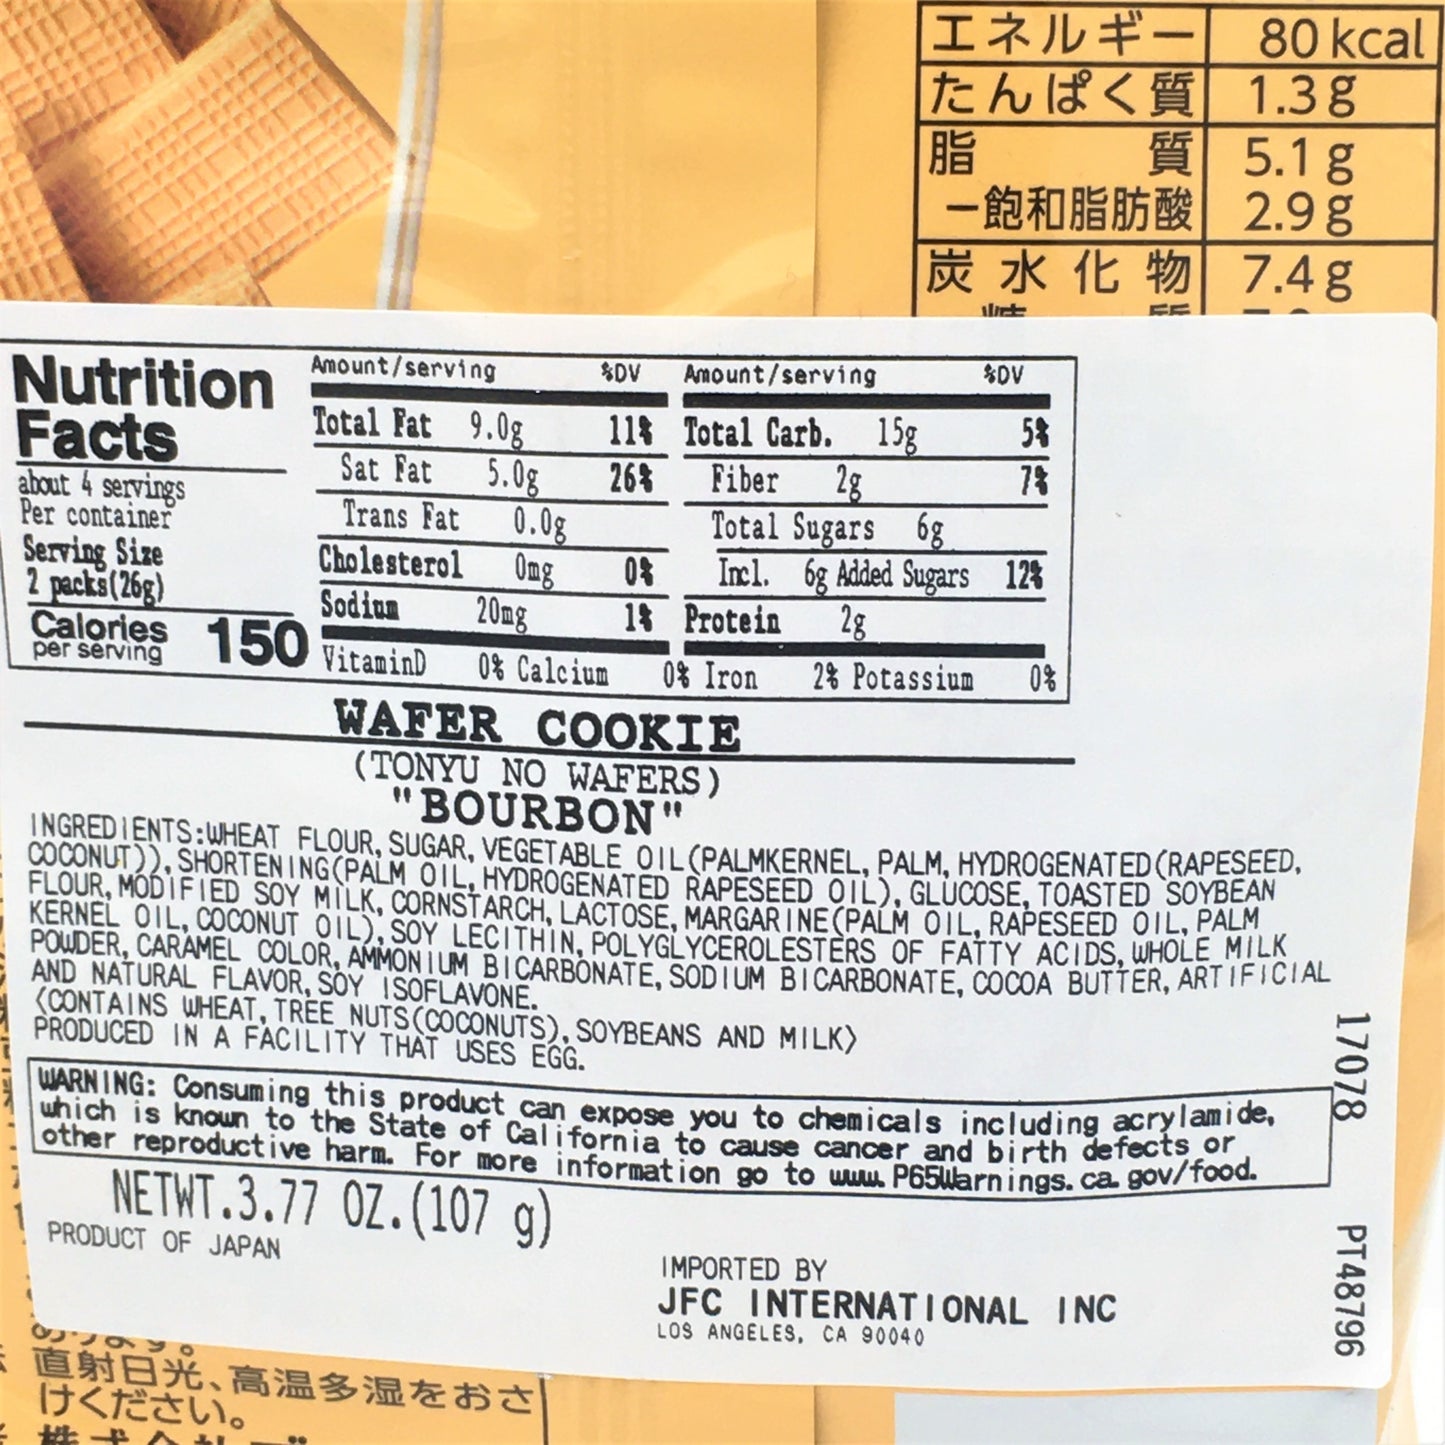 エネルギー 80 kcal
たんぱく質 1.3 g
脂 質 5.1 g
－飽和脂肪酸 2.9 g
炭水化物 7.4 g
Nutrition
Facts
about 4 servings
Per container
Serving Size
2 packs(26g)
Calories
per serving 150
Amount/serving %DV Amount/serving %DV
Total Fat 9.0g 11% Total Carb. 15g 5%
Sat Fat 5.0g 26% Fiber 2g 7%
Trans Fat 0.0g Total Sugars 6g
Cholesterol 0mg 0% Incl. 6g Added Sugars 12%
Sodium 20mg 1% Protein 2g
VitaminD 0% Calcium 0% Iron 2% Potassium 0%
WAFER COOKIE
(TONYU NO WAFERS)
"BOURBON"
INGREDIENTS:WHEAT FLOUR, SUGAR, VEGETABLE OIL(PALMKERNEL, PALM, HYDROGENATED(RAPESEED,
COCONUT)), SHORTENING(PALM OIL, HYDROGENATED RAPESEED OIL), GLUCOSE, TOASTED SOYBEAN
FLOUR, MODIFIED SOY MILK, CORNSTARCH, LACTOSE, MARGARINE(PALM OIL, RAPESEED OIL, PALM
KERNEL OIL, COCONUT OIL), SOY LECITHIN, POLYGLYCEROLESTERS OF FATTY ACIDS, WHOLE MILK
POWDER, CARAMEL COLOR, AMMONIUM BICARBONATE, SODIUM BICARBONATE, COCOA BUTTER, ARTIFICIAL
AND NATURAL FLAVOR, SOY ISOFLAVONE.
<CONTAINS WHEAT, TREE NUTS(COCONUTS), SOYBEANS AND MILK>
PRODUCED IN A FACILITY THAT USES EGG.
WARNING: Consuming this product can expose you to chemicals including acrylamide,
which is known to the State of California to cause cancer and birth defects or
other reproductive harm. For more information go to www.P65Warnings.ca.gov/food.
NETWT.3.77 OZ.(107 g)
PRODUCT OF JAPAN
IMPORTED BY
JFC INTERNATIONAL INC
LOS ANGELES, CA 90040
17078
PT48796
直射日光、高温多湿をおさ
けください。